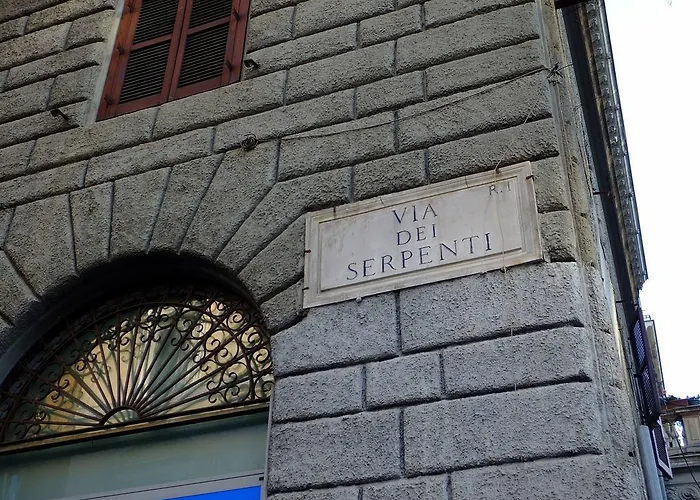 R. I
VIA
DEI
SERPENTI